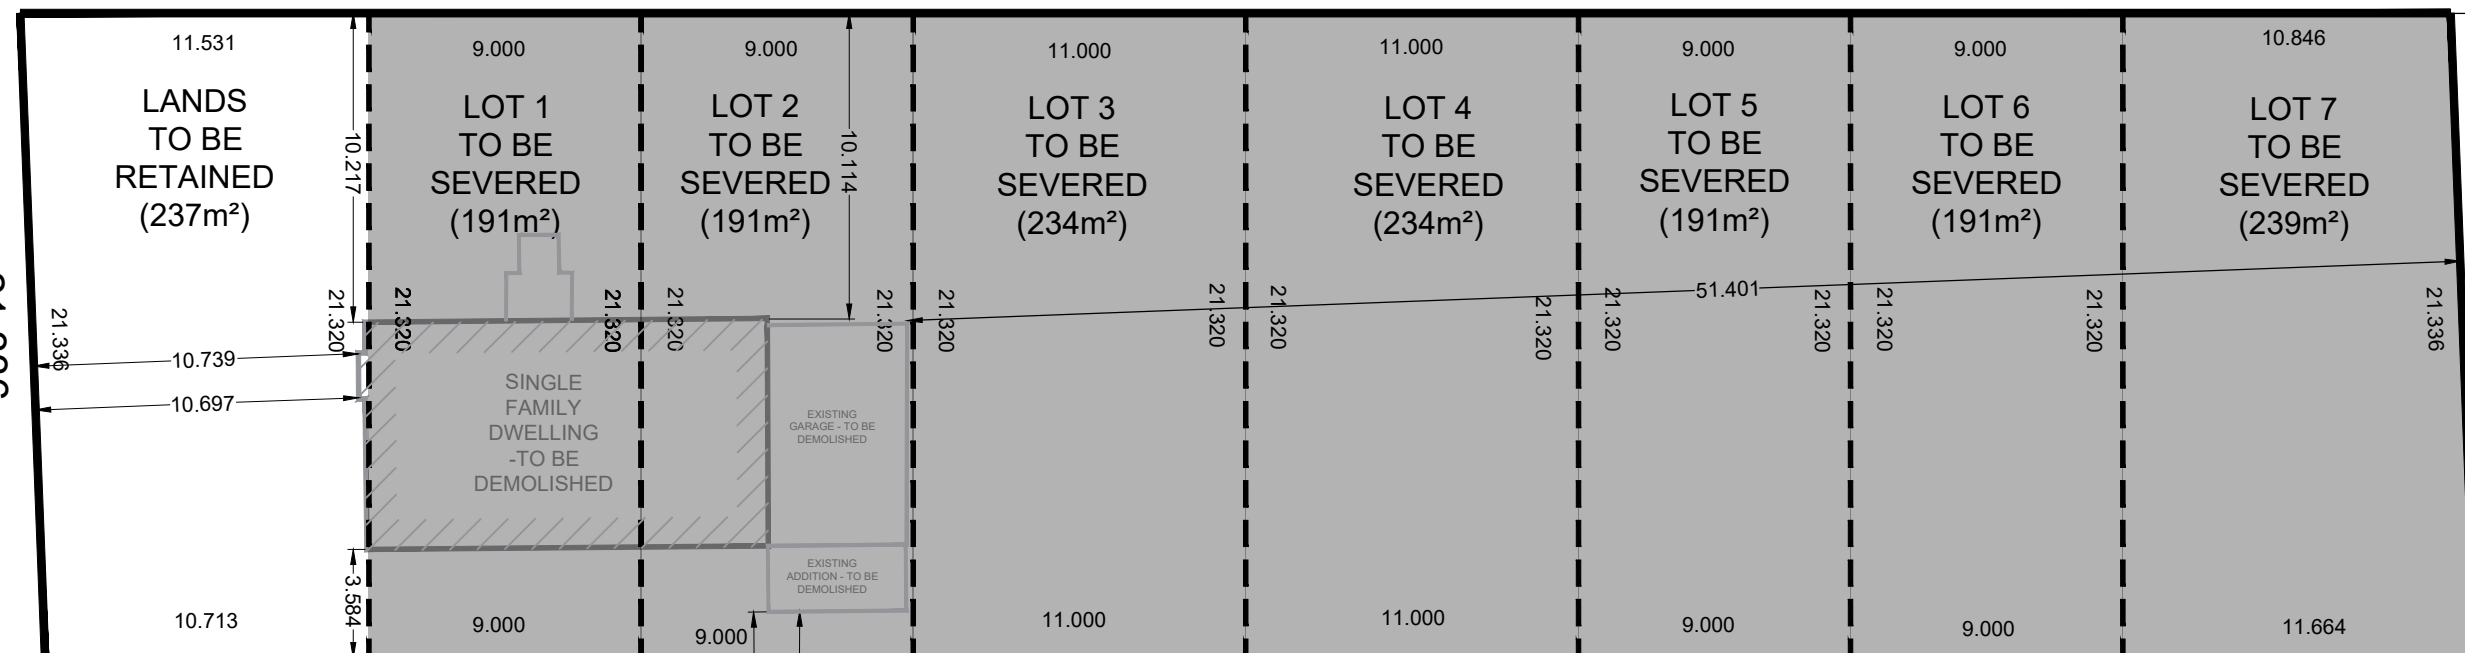 11.531
9.000
9.000
11.000
11.000
9.000
9.000
10.846
LANDS
TO BE
RETAINED
(237m²)
LOT 1
TO BE
SEVERED
(191m²)
LOT 2
TO BE
SEVERED
(191m²)
LOT 3
TO BE
SEVERED
(234m²)
LOT 4
TO BE
SEVERED
(234m²)
LOT 5
TO BE
SEVERED
(191m²)
LOT 6
TO BE
SEVERED
(191m²)
LOT 7
TO BE
SEVERED
(239m²)
10.217
10.114
21.336
21.320
21.320
21.320
21.320
21.320
21.320
21.320
21.320
21.320
21.320
21.320
21.320
21.320
21.336
51.401
10.739
10.697
SINGLE
FAMILY
DWELLING
-TO BE
DEMOLISHED
EXISTING
GARAGE - TO BE
DEMOLISHED
EXISTING
ADDITION - TO BE
DEMOLISHED
3.584
10.713
9.000
9.000
11.000
11.000
9.000
9.000
11.664